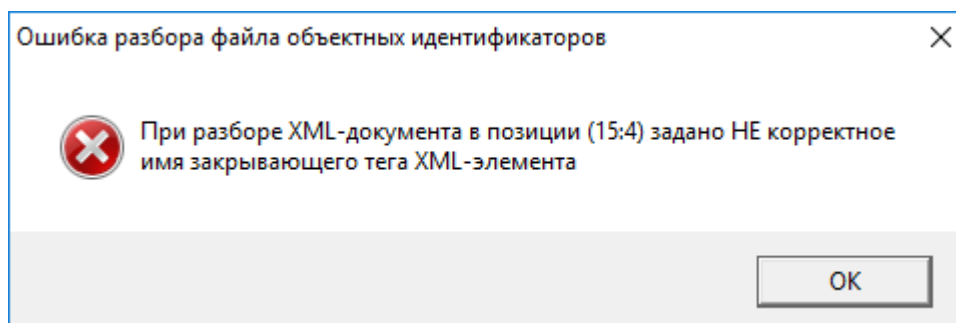 Ошибка разбора файла объектных идентификаторов
При разборе XML-документа в позиции (15:4) задано НЕ корректное
имя закрывающего тега XML-элемента
ОК